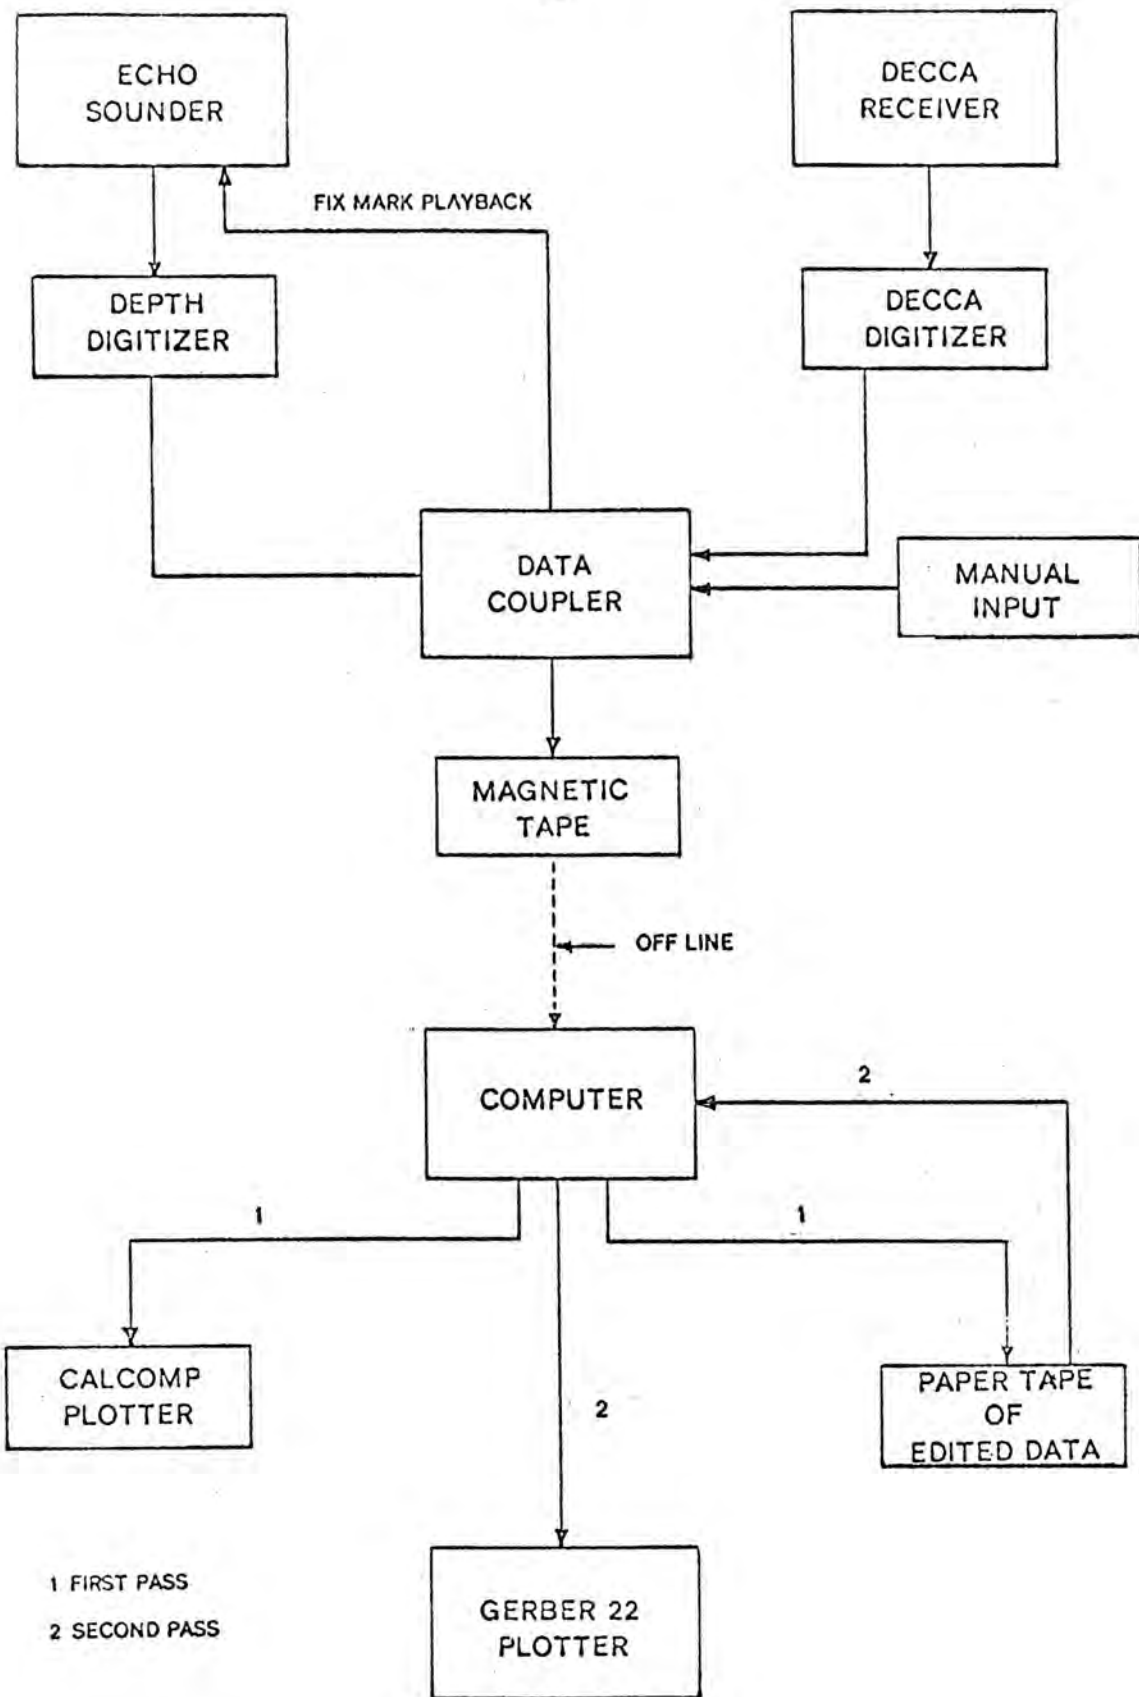 ECHO
SOUNDER
DECCA
RECEIVER
FIX MARK PLAYBACK
DEPTH
DIGITIZER
DECCA
DIGITIZER
DATA
COUPLER
MANUAL
INPUT
MAGNETIC
TAPE
OFF LINE
COMPUTER
2
1
1
CALCOMP
PLOTTER
2
PAPER TAPE
OF
EDITED DATA
1 FIRST PASS
2 SECOND PASS
GERBER 22
PLOTTER